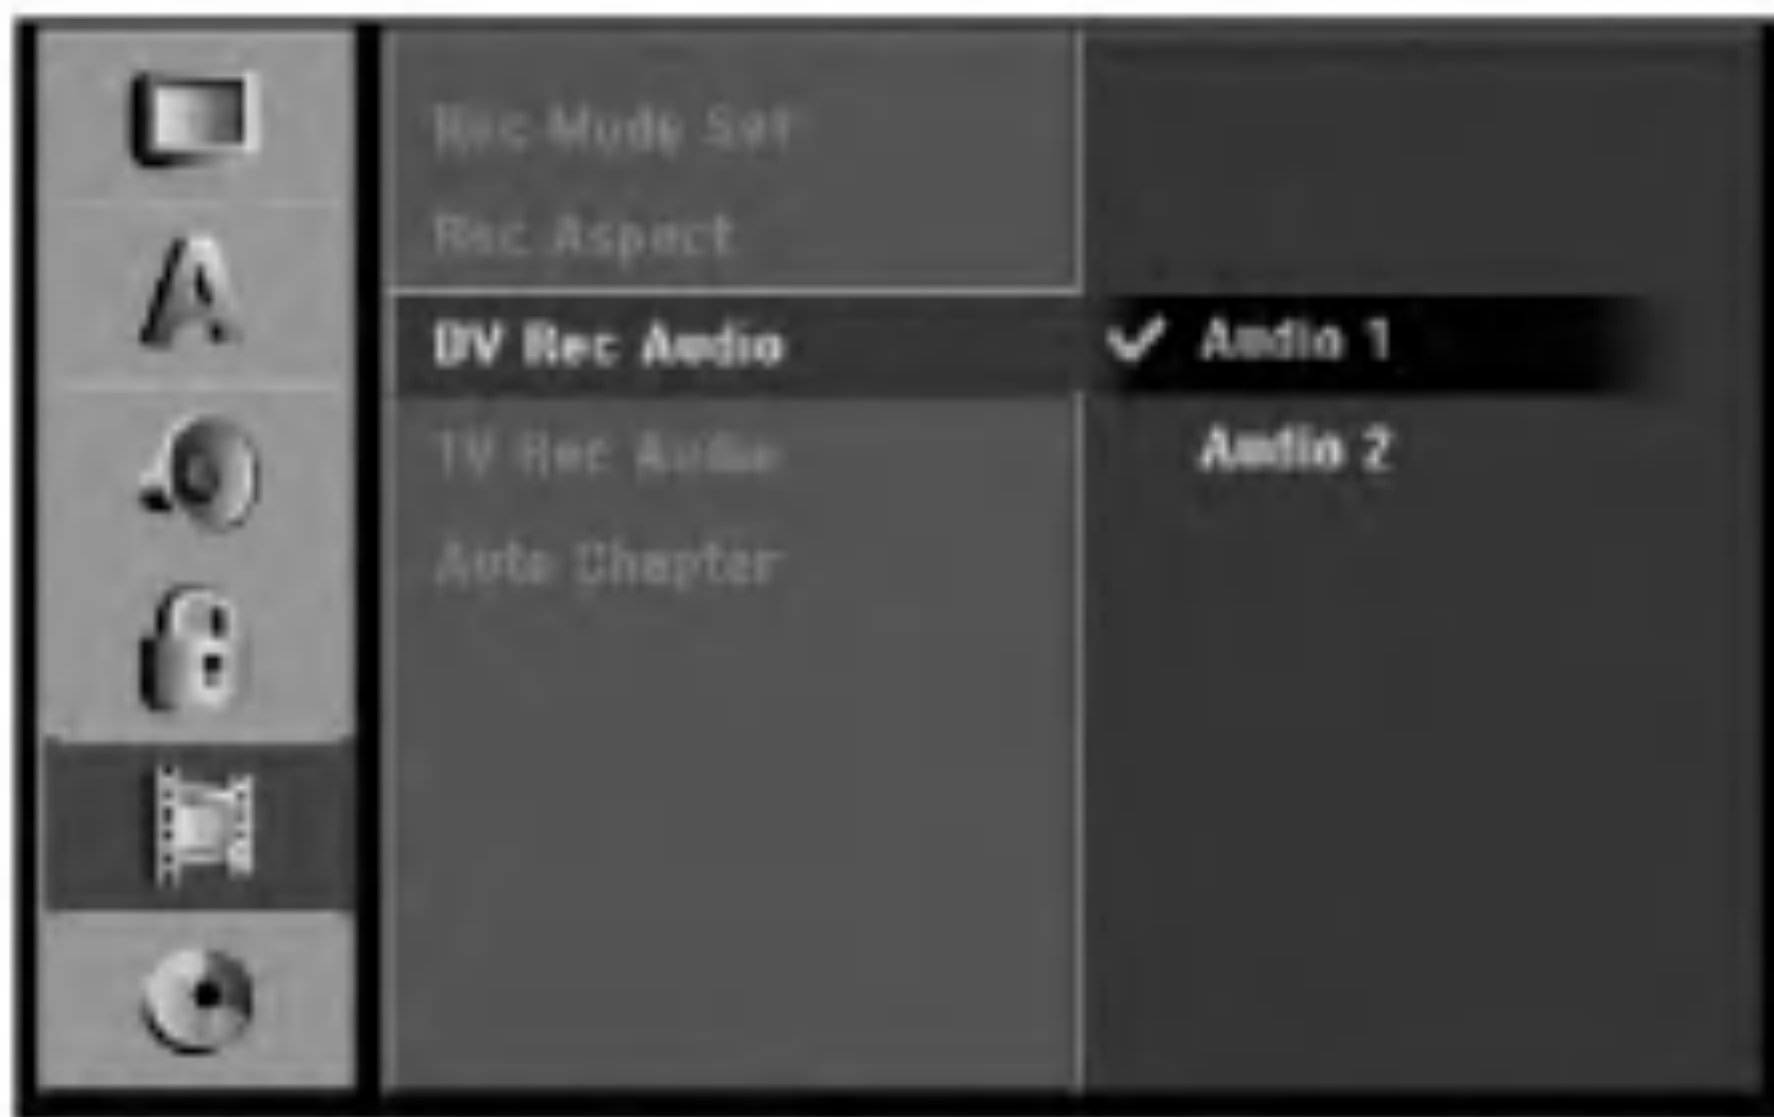 Rec Mode Set
Rec Aspect
DV Rec Audio
Audio 1
TV Rec Audio
Audio 2
Auto Chapter